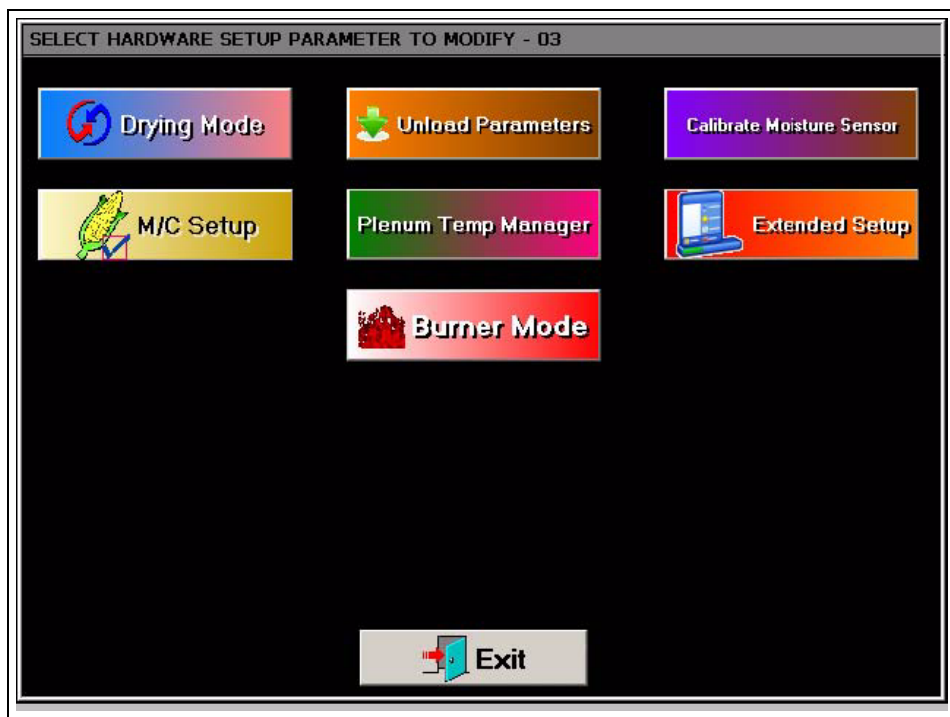 SELECT HARDWARE SETUP PARAMETER TO MODIFY - 03
Drying Mode
Unload Parameters
Calibrate Moisture Sensor
M/C Setup
Plenum Temp Manager
Extended Setup
Burner Mode
Exit